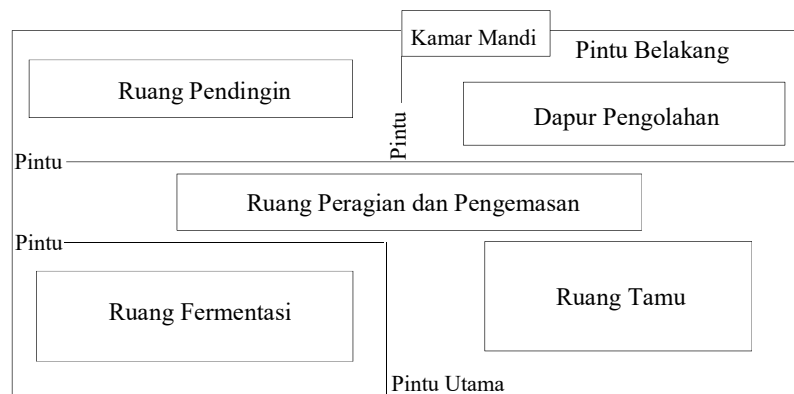 Kamar Mandi
Pintu Belakang
Ruang Pendingin
Dapur Pengolahan
Pintu
Pintu
Ruang Peragian dan Pengemasan
Pintu
Ruang Fermentasi
Ruang Tamu
Pintu Utama